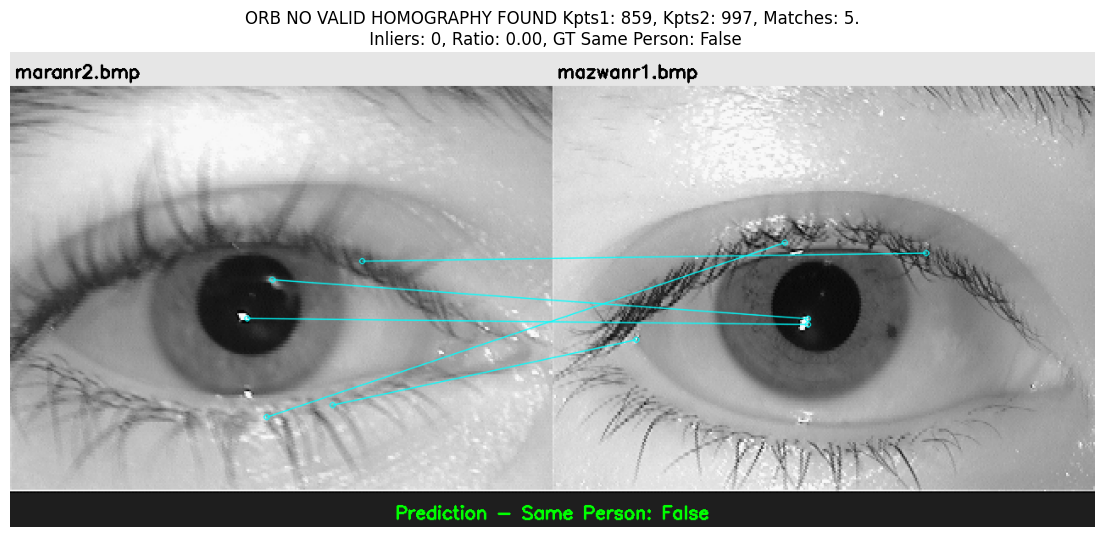 ORB NO VALID HOMOGRAPHY FOUND Kpts1: 859, Kpts2: 997, Matches: 5.
Inliers: 0, Ratio: 0.00, GT Same Person: False
maranr2.bmp
mazwanr1.bmp
Prediction - Same Person: False